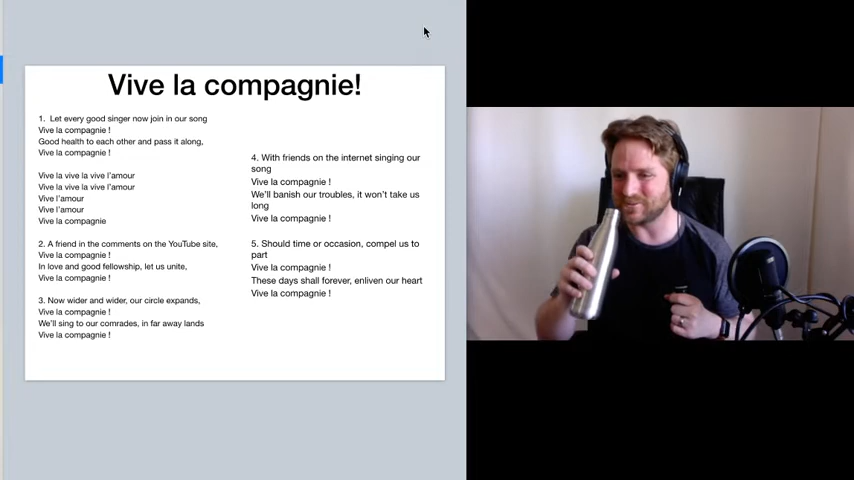 Vive la compagnie!
1. Let every good singer now join in our song
Vive la compagnie !
Good health to each other and pass it along,
Vive la compagnie !
Vive la vive la vive l'amour
Vive la vive la vive l'amour
Vive l'amour
Vive l'amour
Vive la compagnie
2. A friend in the comments on the YouTube site,
Vive la compagnie !
In love and good fellowship, let us unite,
Vive la compagnie !
3. Now wider and wider, our circle expands,
Vive la compagnie !
We'll sing to our comrades, in far away lands
Vive la compagnie !
4. With friends on the internet singing our
song
Vive la compagnie !
We'll banish our troubles, it won't take us
long
Vive la compagnie !
5. Should time or occasion, compel us to
part
Vive la compagnie !
These days shall forever, enliven our heart
Vive la compagnie !